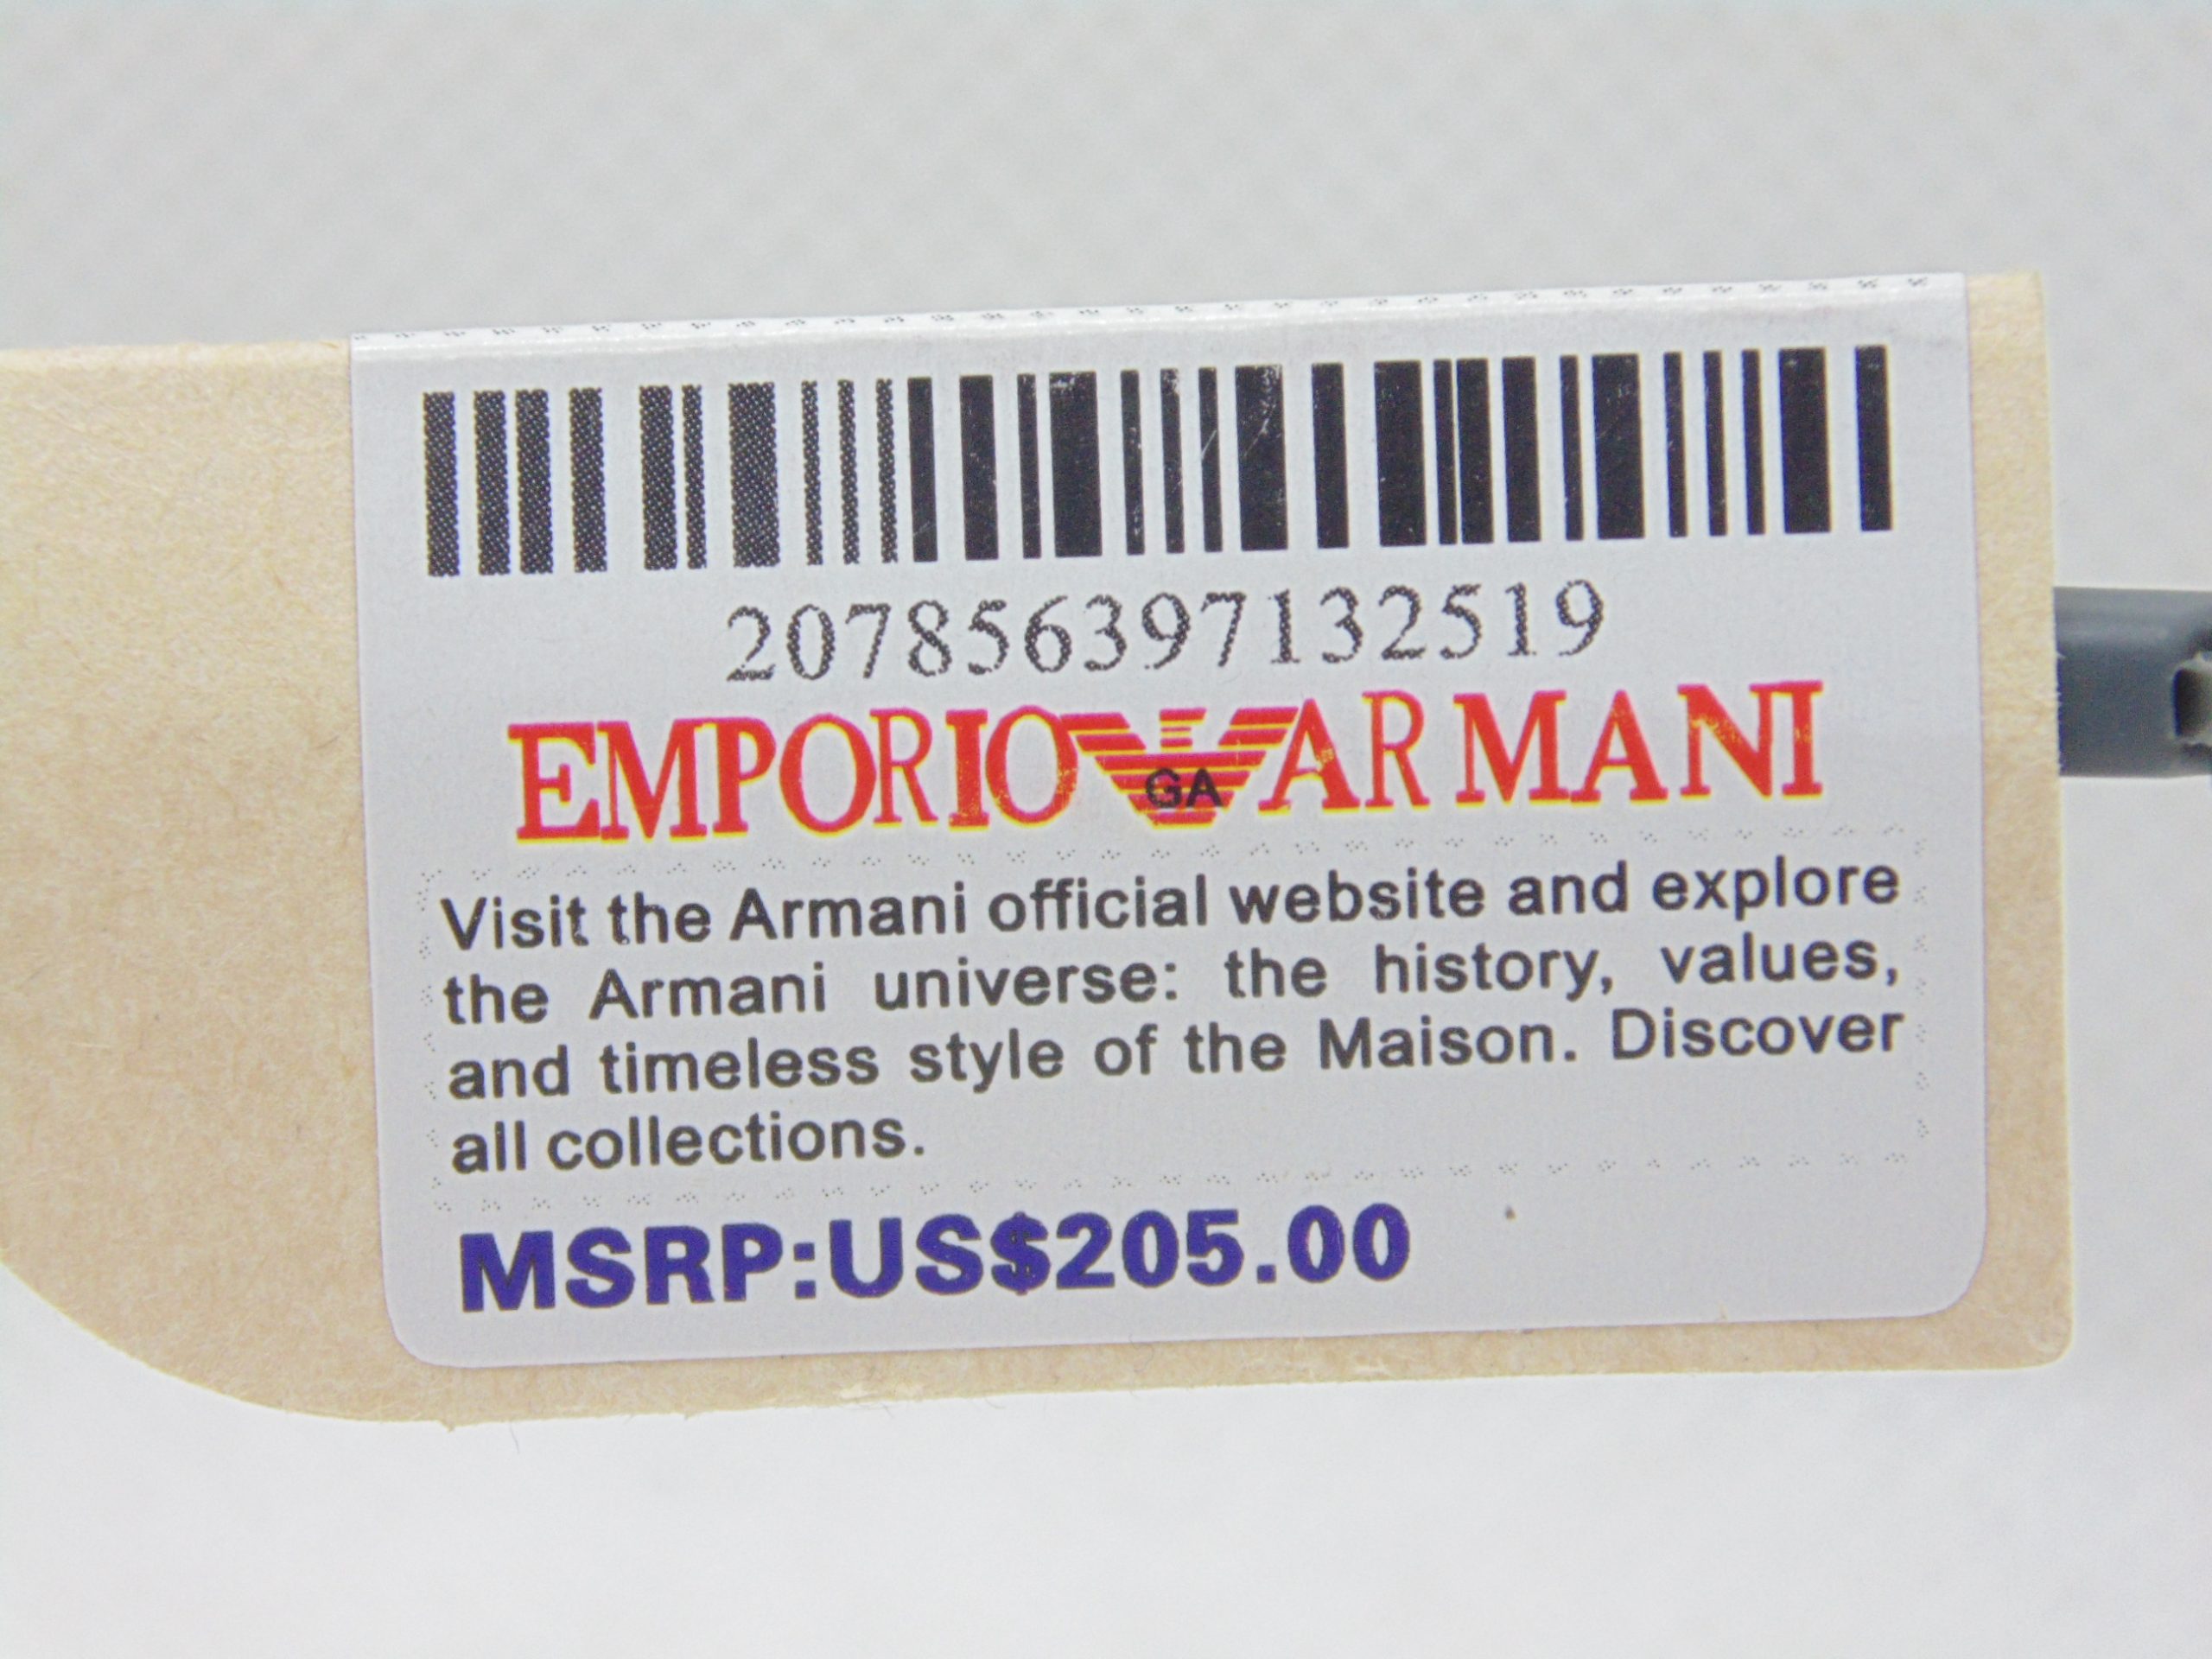 207856397132519
EMPORIO GA ARMANI
Visit the Armani official website and explore
the Armani universe: the history, values,
and timeless style of the Maison. Discover
all collections.
MSRP:US$205.00